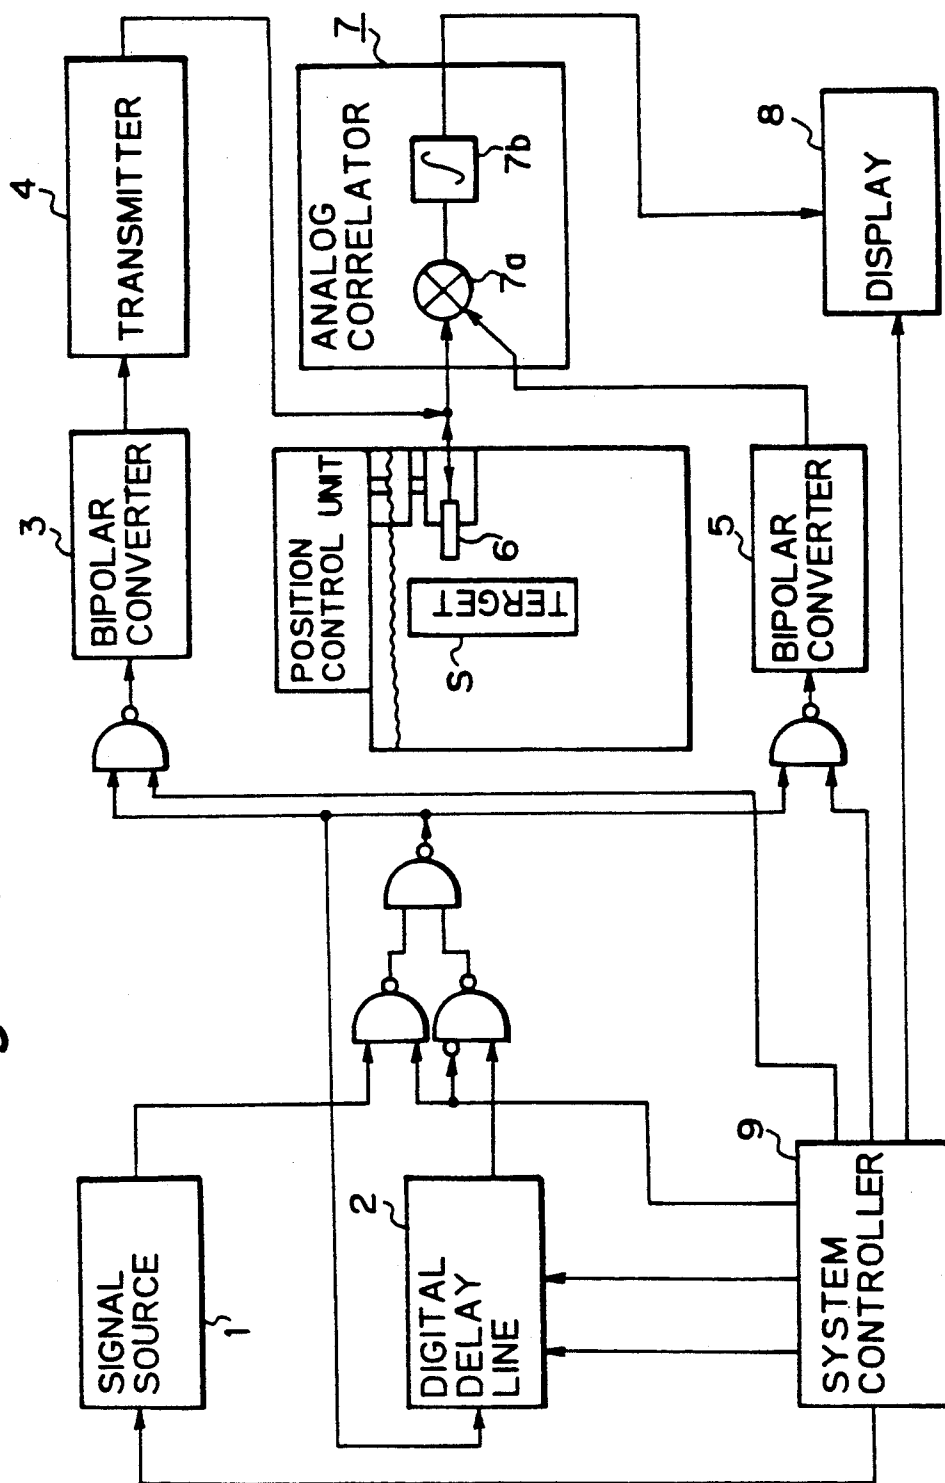 SIGNAL
SOURCE
1
DIGITAL
DELAY
LINE
2
SYSTEM
CONTROLLER
9
BIPOLAR
CONVERTER
3
TRANSMITTER
4
POSITION
CONTROL UNIT
TERGET
S
6
BIPOLAR
CONVERTER
5
ANALOG
CORRELATOR
7
7a
7b
DISPLAY
8